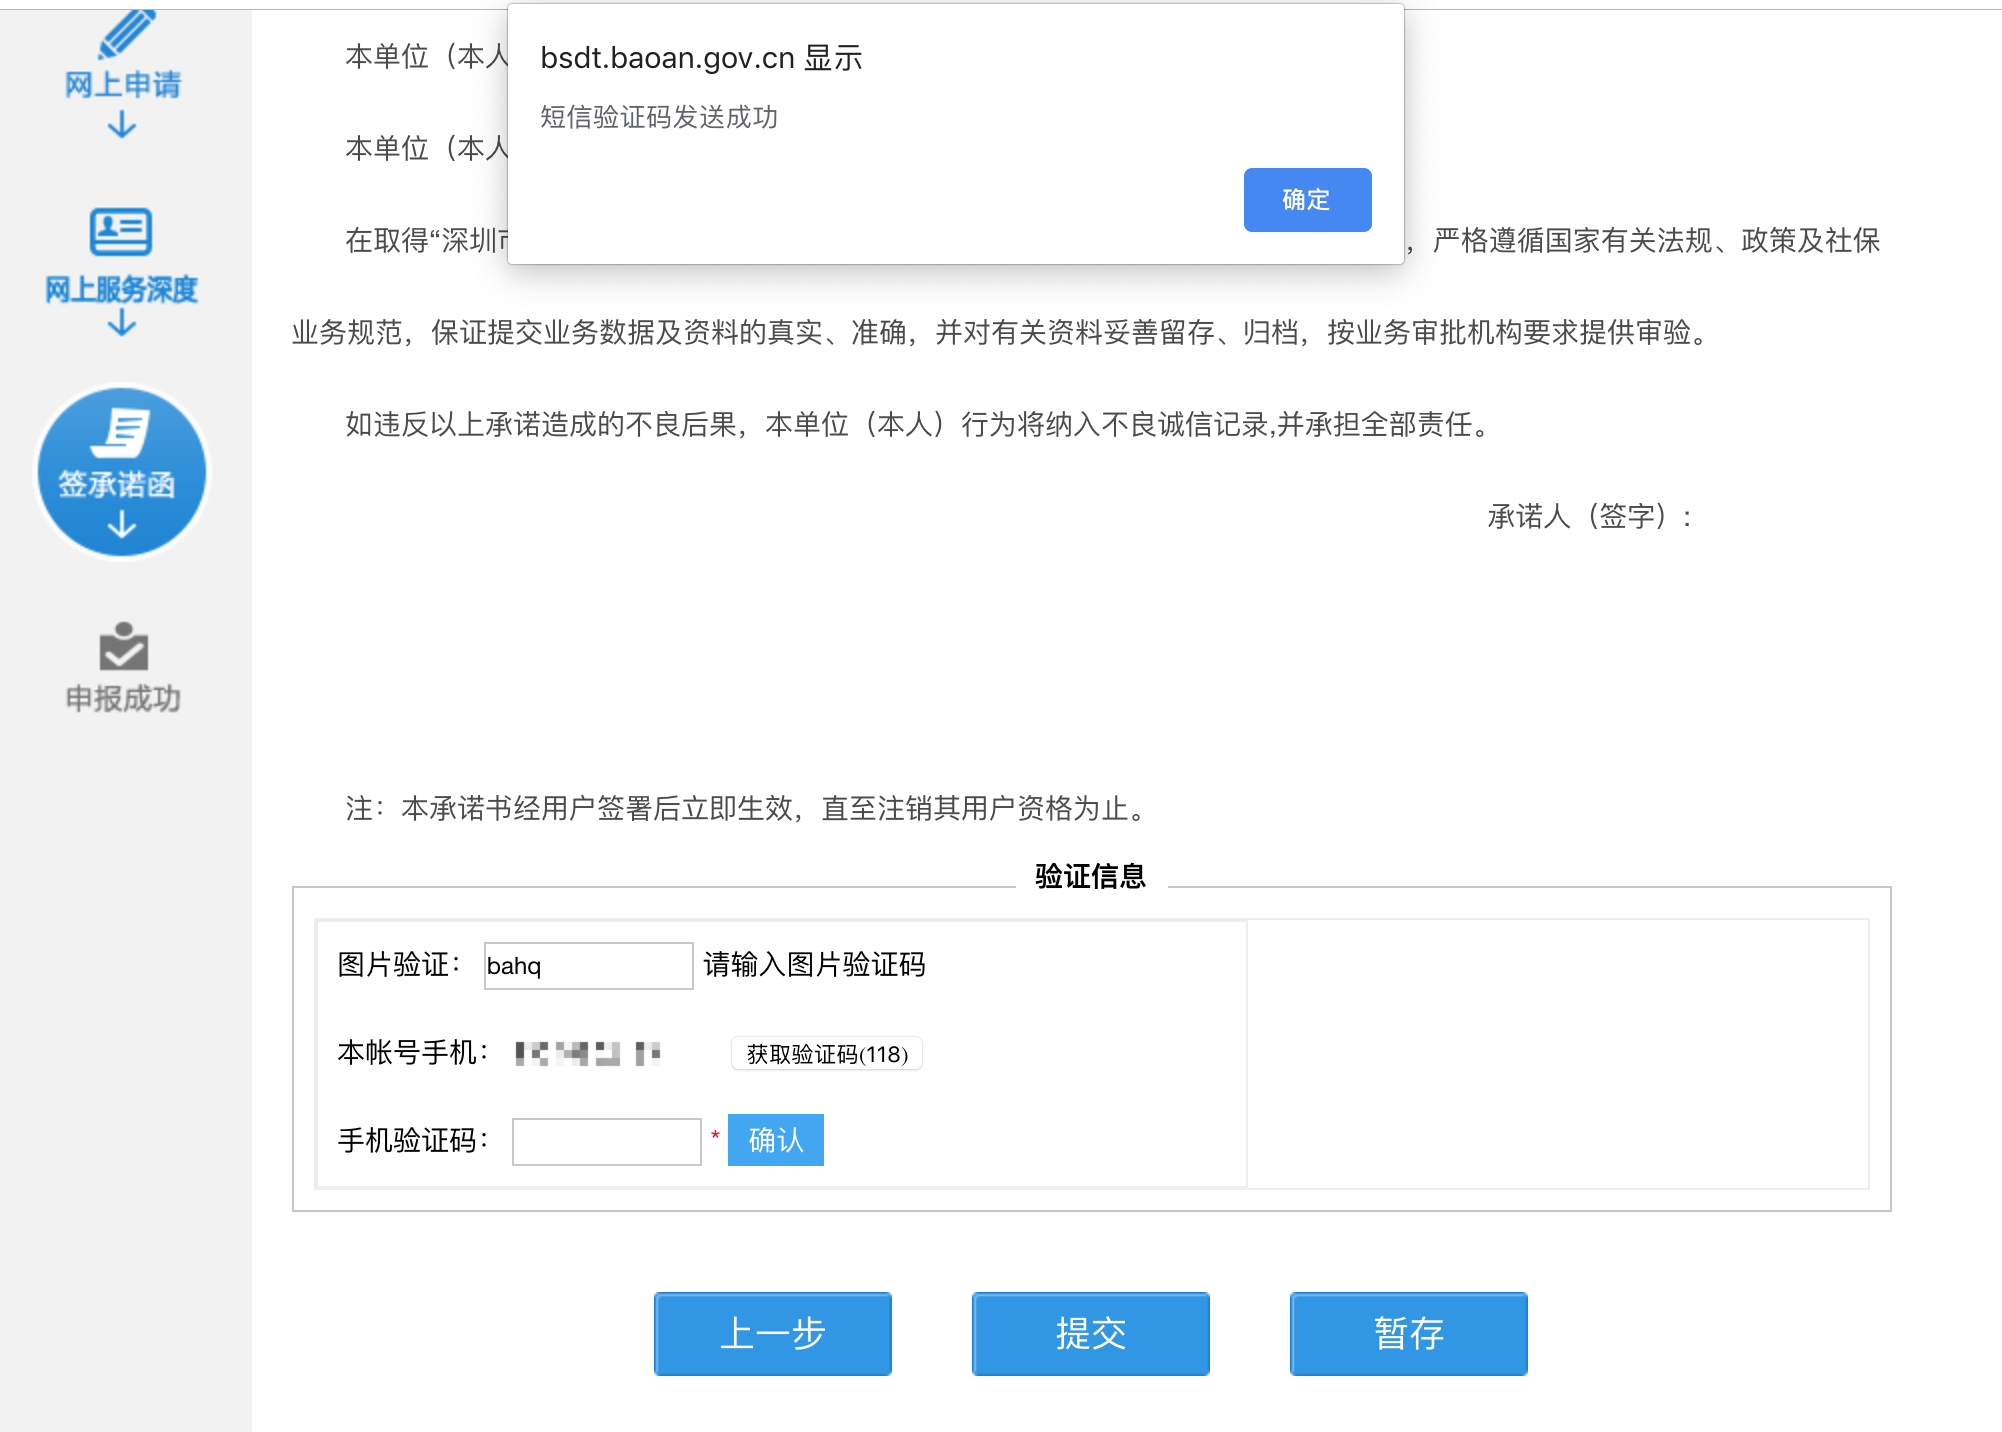 网上申请
网上服务深度
签承诺函
申报成功
bsdt.baoan.gov.cn 显示
短信验证码发送成功
确定
本单位（本人
本单位（本人
在取得“深圳
，严格遵循国家有关法规、政策及社保
业务规范，保证提交业务数据及资料的真实、准确，并对有关资料妥善留存、归档，按业务审批机构要求提供审验。
如违反以上承诺造成的不良后果，本单位（本人）行为将纳入不良诚信记录,并承担全部责任。
承诺人（签字）:
注：本承诺书经用户签署后立即生效，直至注销其用户资格为止。
验证信息
图片验证： bahq 请输入图片验证码
本帐号手机： 获取验证码(118)
手机验证码： * 确认
上一步 提交 暂存